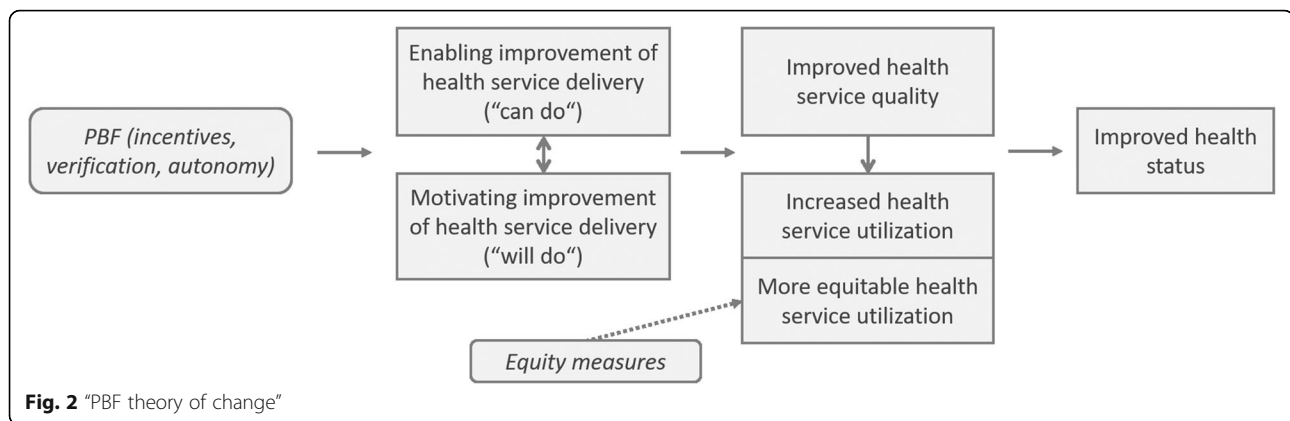 PBF (incentives,
verification, autonomy)
Enabling improvement of
health service delivery
(“can do“)
Motivating improvement
of health service delivery
(“will do“)
Improved health
service quality
Increased health
service utilization
More equitable health
service utilization
Improved health
status
Equity measures
Fig. 2 “PBF theory of change”